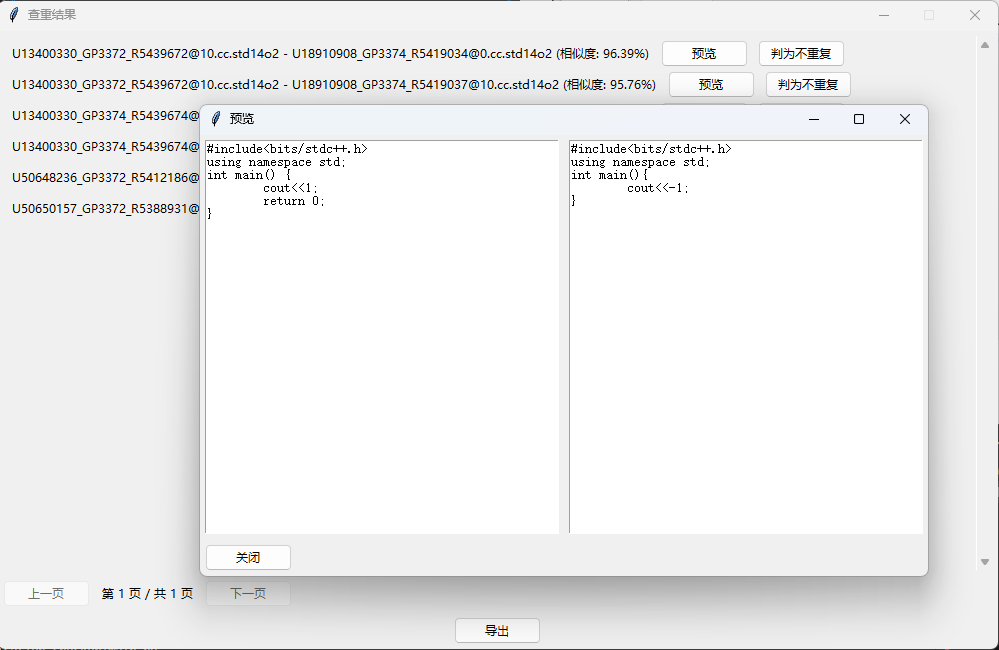 查重结果
U13400330_GP3372_R5439672@10.cc.std14o2 - U18910908_GP3374_R5419034@0.cc.std14o2 (相似度: 96.39%) 预览 判为不重复
U13400330_GP3372_R5439672@10.cc.std14o2 - U18910908_GP3374_R5419037@10.cc.std14o2 (相似度: 95.76%) 预览 判为不重复
U13400330_GP3374_R5439674@
U13400330_GP3374_R5439674@
U50648236_GP3372_R5412186@
U50650157_GP3372_R5388931@
预览
#include<bits/stdc++.h>
using namespace std;
int main() {
cout<<1;
return 0;
}
#include<bits/stdc++.h>
using namespace std;
int main(){
cout<<-1;
}
关闭
上一页 第 1 页 / 共 1 页 下一页
导出